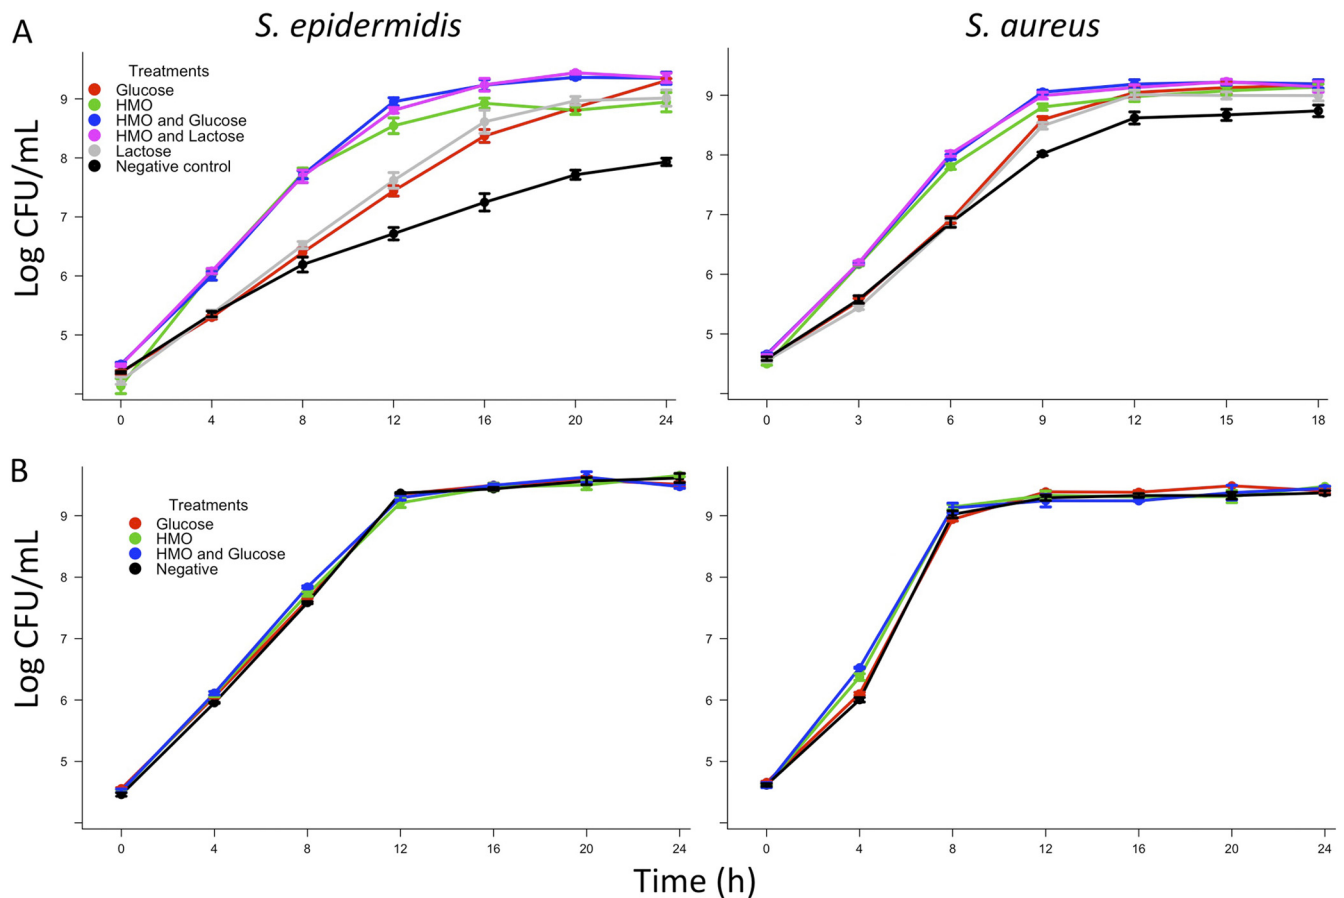 A
S. epidermidis
S. aureus
Log CFU/mL
Treatments
Glucose
HMO
HMO and Glucose
HMO and Lactose
Lactose
Negative control
9
8
7
6
5
0 4 8 12 16 20 24
9
8
7
6
5
0 3 6 9 12 15 18
B
Log CFU/mL
Treatments
Glucose
HMO
HMO and Glucose
Negative
9
8
7
6
5
0 4 8 12 16 20 24
9
8
7
6
5
0 4 8 12 16 20 24
Time (h)